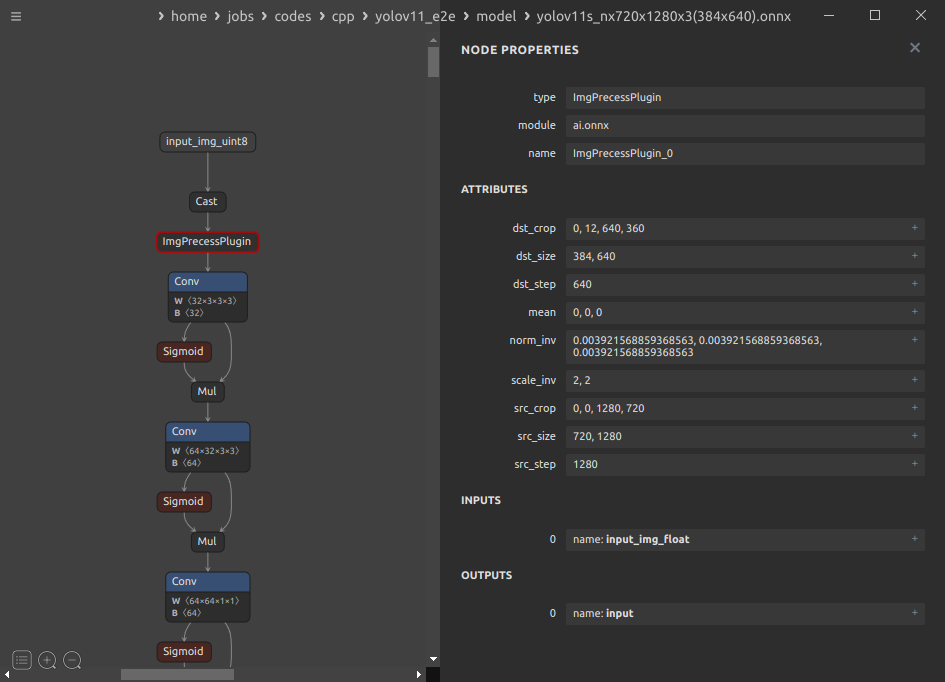 › home › jobs › codes › cpp › yolov11_e2e › model › yolov11s_nx720x1280x3(384x640).onnx
input_img_uint8
Cast
ImgPrecessPlugin
Conv
W ⟨32×3×3×3⟩
B ⟨32⟩
Sigmoid
Mul
Conv
W ⟨64×32×3×3⟩
B ⟨64⟩
Sigmoid
Mul
Conv
W ⟨64×64×1×1⟩
B ⟨64⟩
Sigmoid
NODE PROPERTIES
type ImgPrecessPlugin
module ai.onnx
name ImgPrecessPlugin_0
ATTRIBUTES
dst_crop 0, 12, 640, 360 +
dst_size 384, 640 +
dst_step 640 +
mean 0, 0, 0 +
norm_inv 0.003921568859368563, 0.003921568859368563, +
0.003921568859368563
scale_inv 2, 2 +
src_crop 0, 0, 1280, 720 +
src_size 720, 1280 +
src_step 1280 +
INPUTS
0 name: input_img_float +
OUTPUTS
0 name: input +